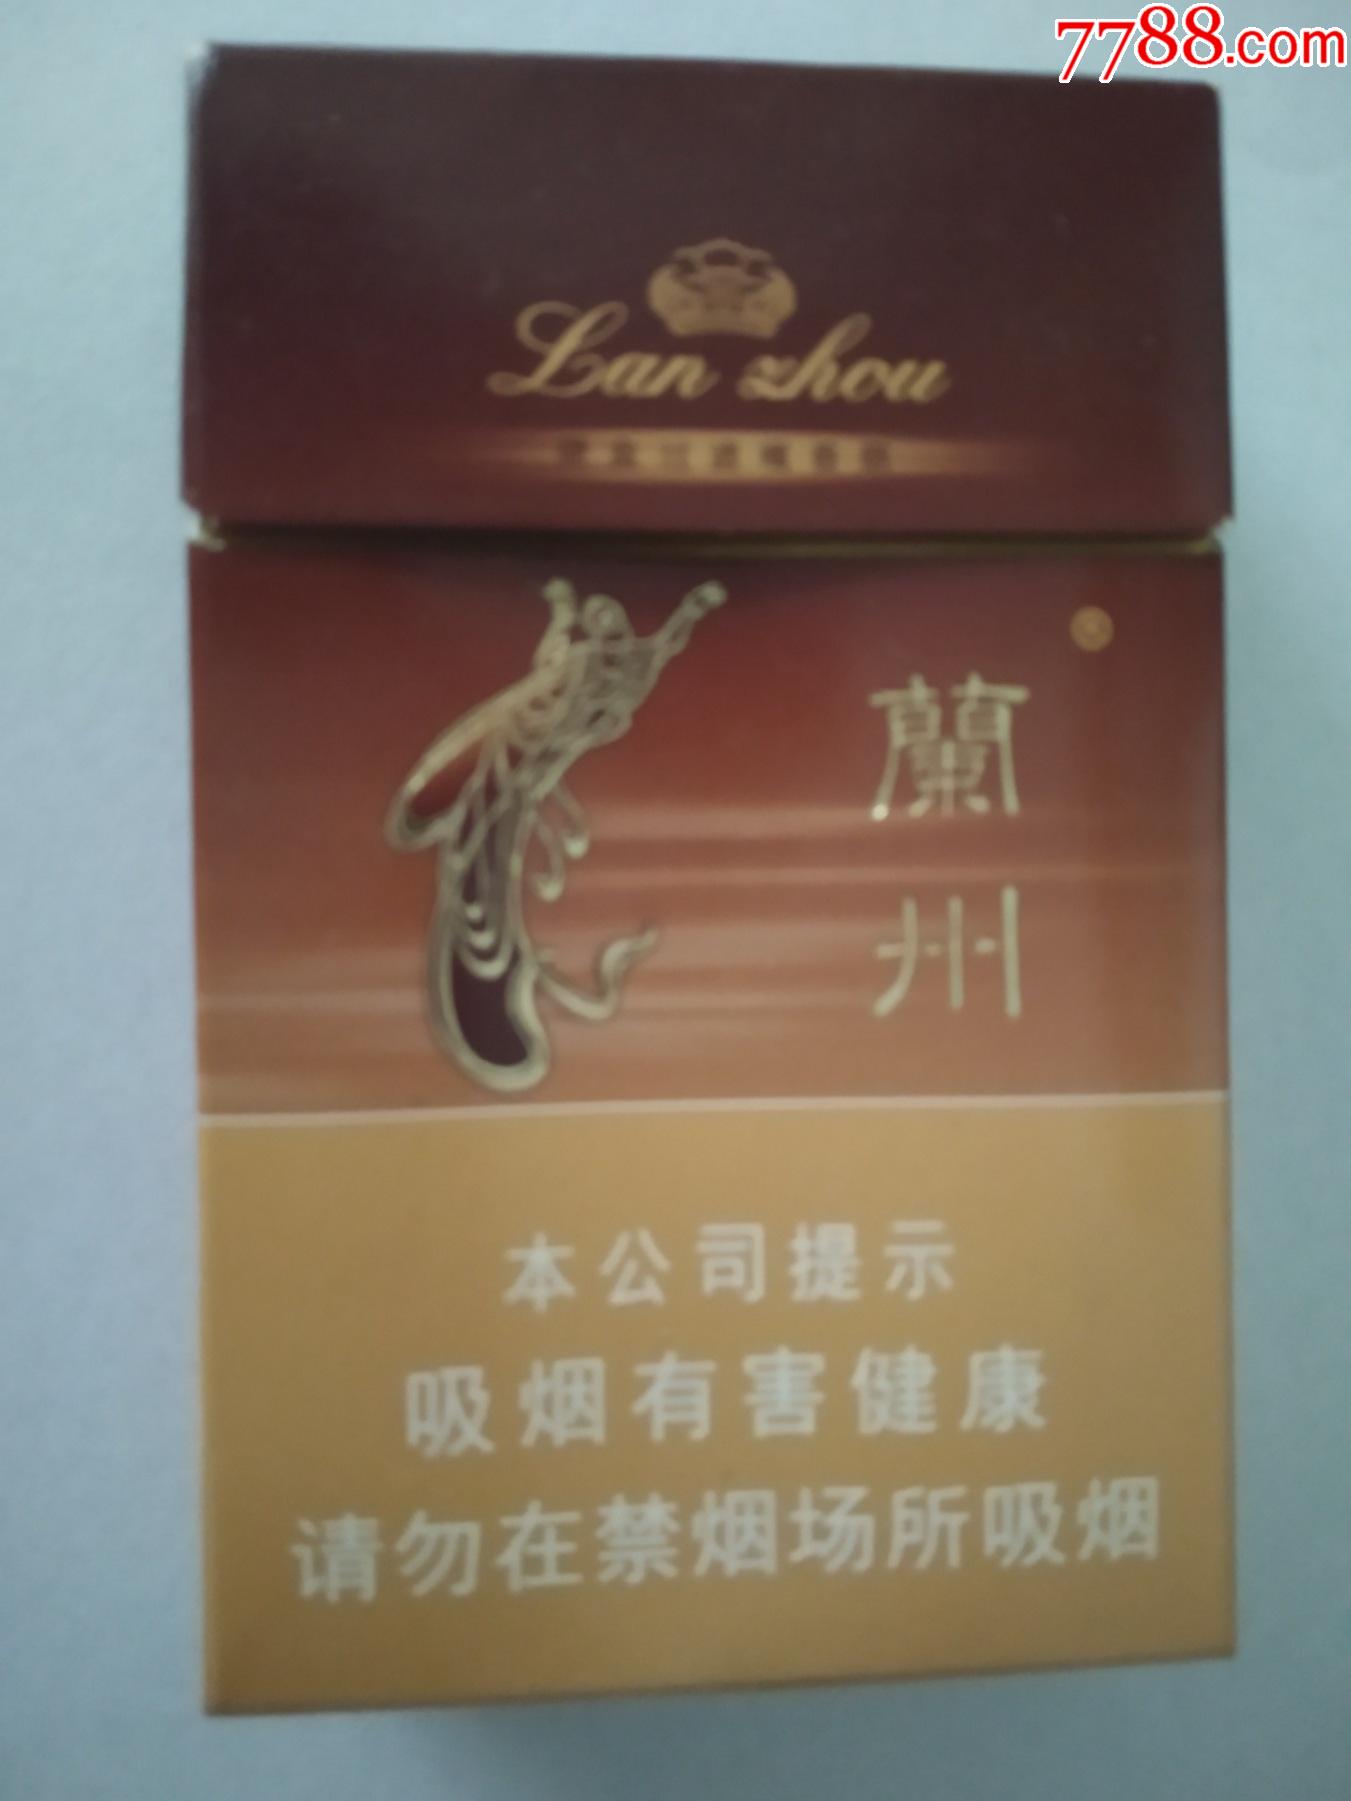 7788.com
Lan zhou
蘭州
本公司提示
吸烟有害健康
请勿在禁烟场所吸烟